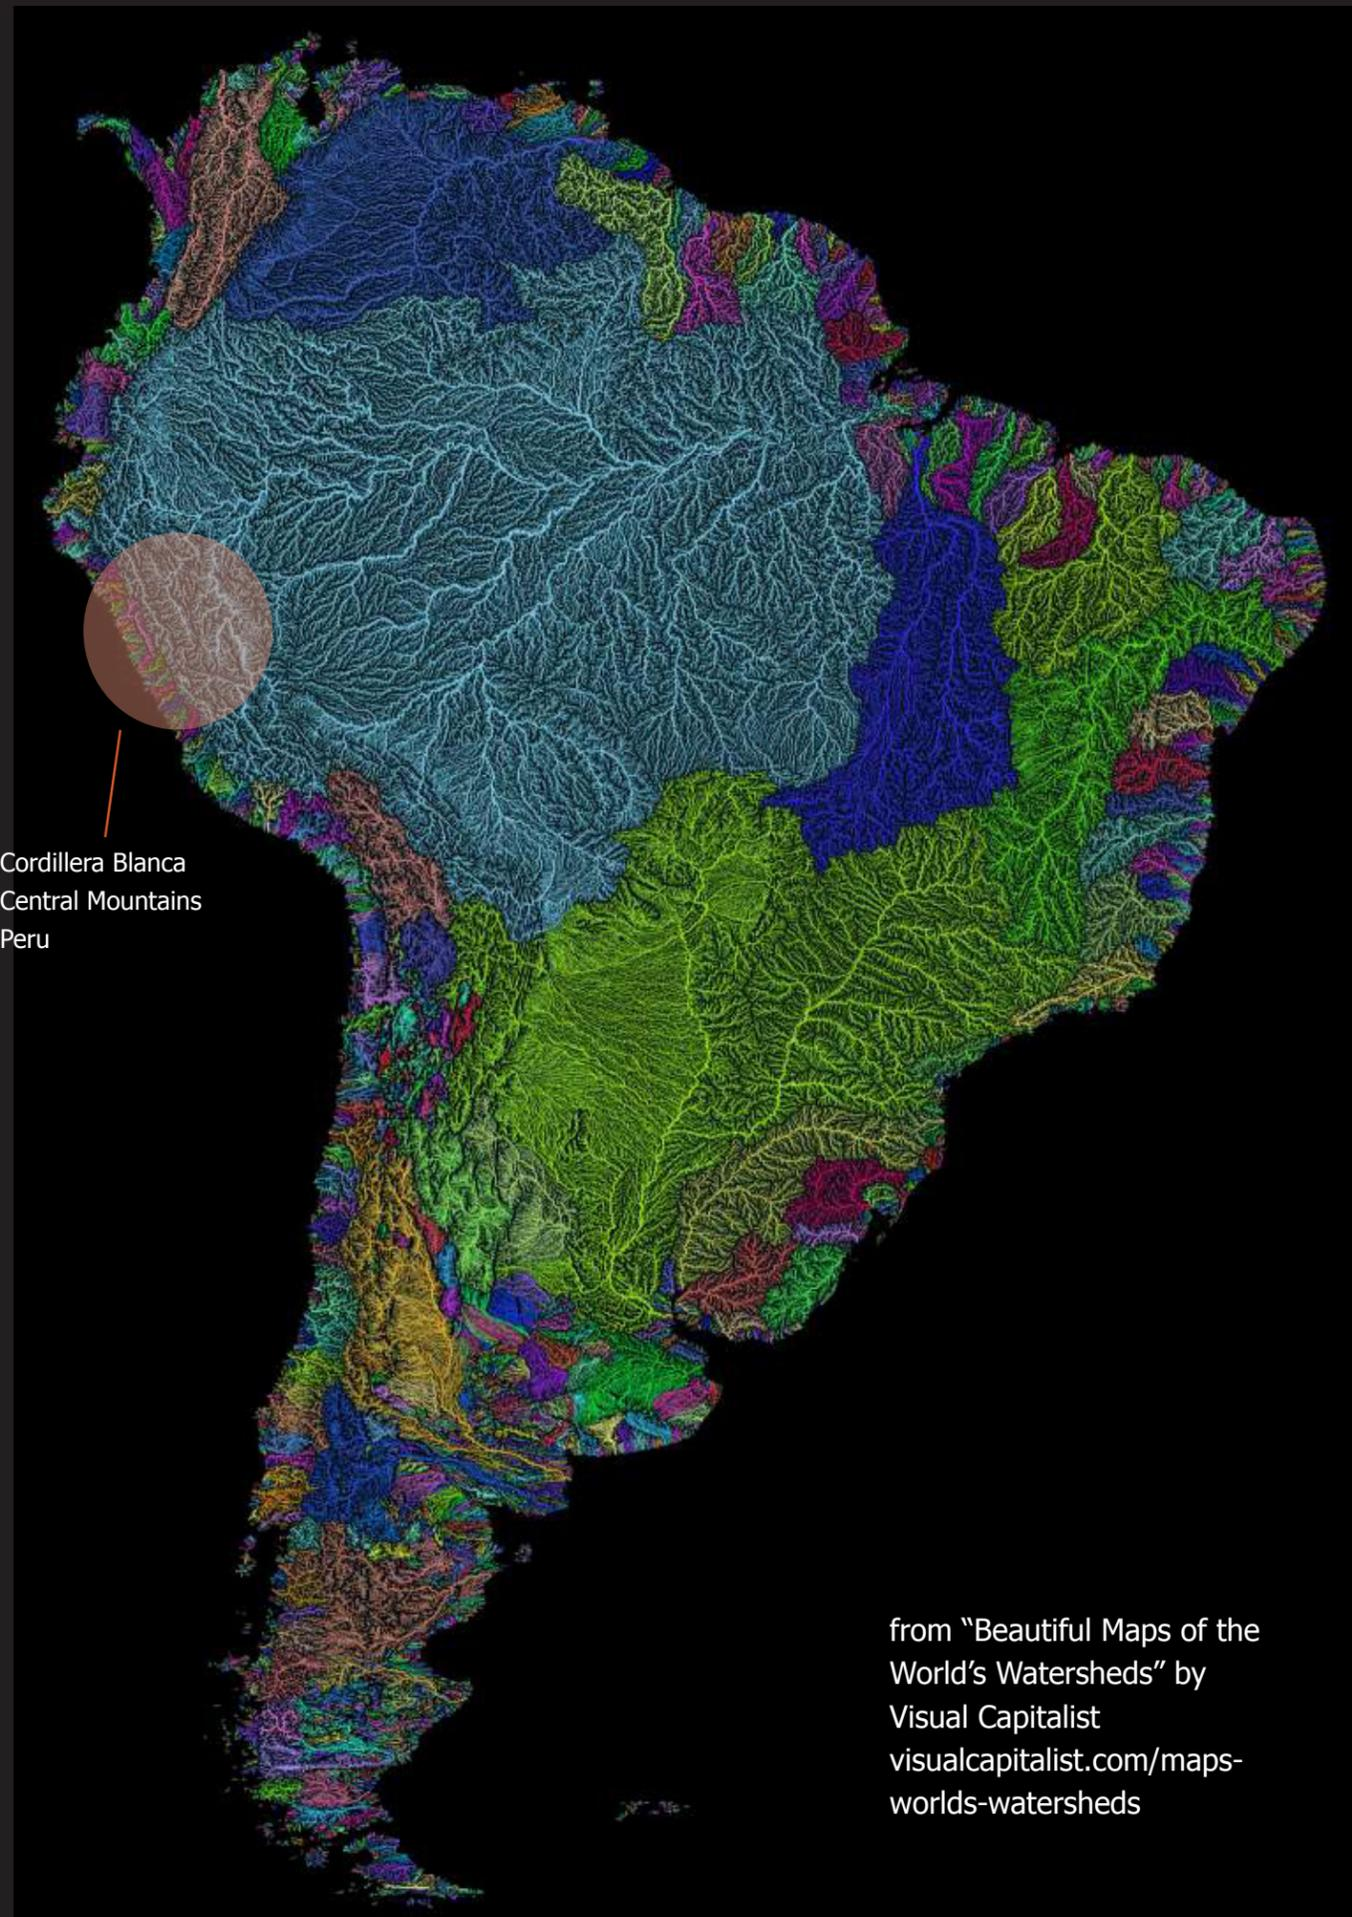 Cordillera Blanca
Central Mountains
Peru
from “Beautiful Maps of the
World’s Watersheds” by
Visual Capitalist
visualcapitalist.com/maps-
worlds-watersheds